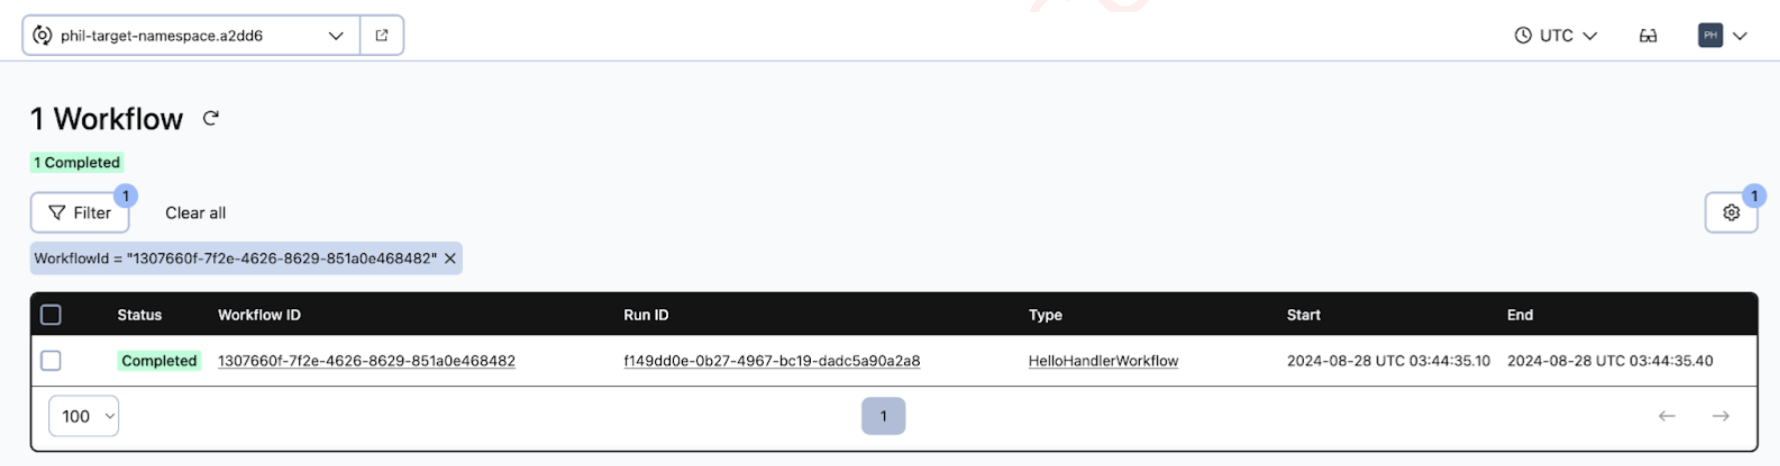 phil-target-namespace.a2dd6 UTC PH
1 Workflow
1 Completed
Filter 1 Clear all 1
WorkflowId = "1307660f-7f2e-4626-8629-851a0e468482"
Status Workflow ID Run ID Type Start End
Completed 1307660f-7f2e-4626-8629-851a0e468482 f149dd0e-0b27-4967-bc19-dadc5a90a2a8 HelloHandlerWorkflow 2024-08-28 UTC 03:44:35.10 2024-08-28 UTC 03:44:35.40
100 1